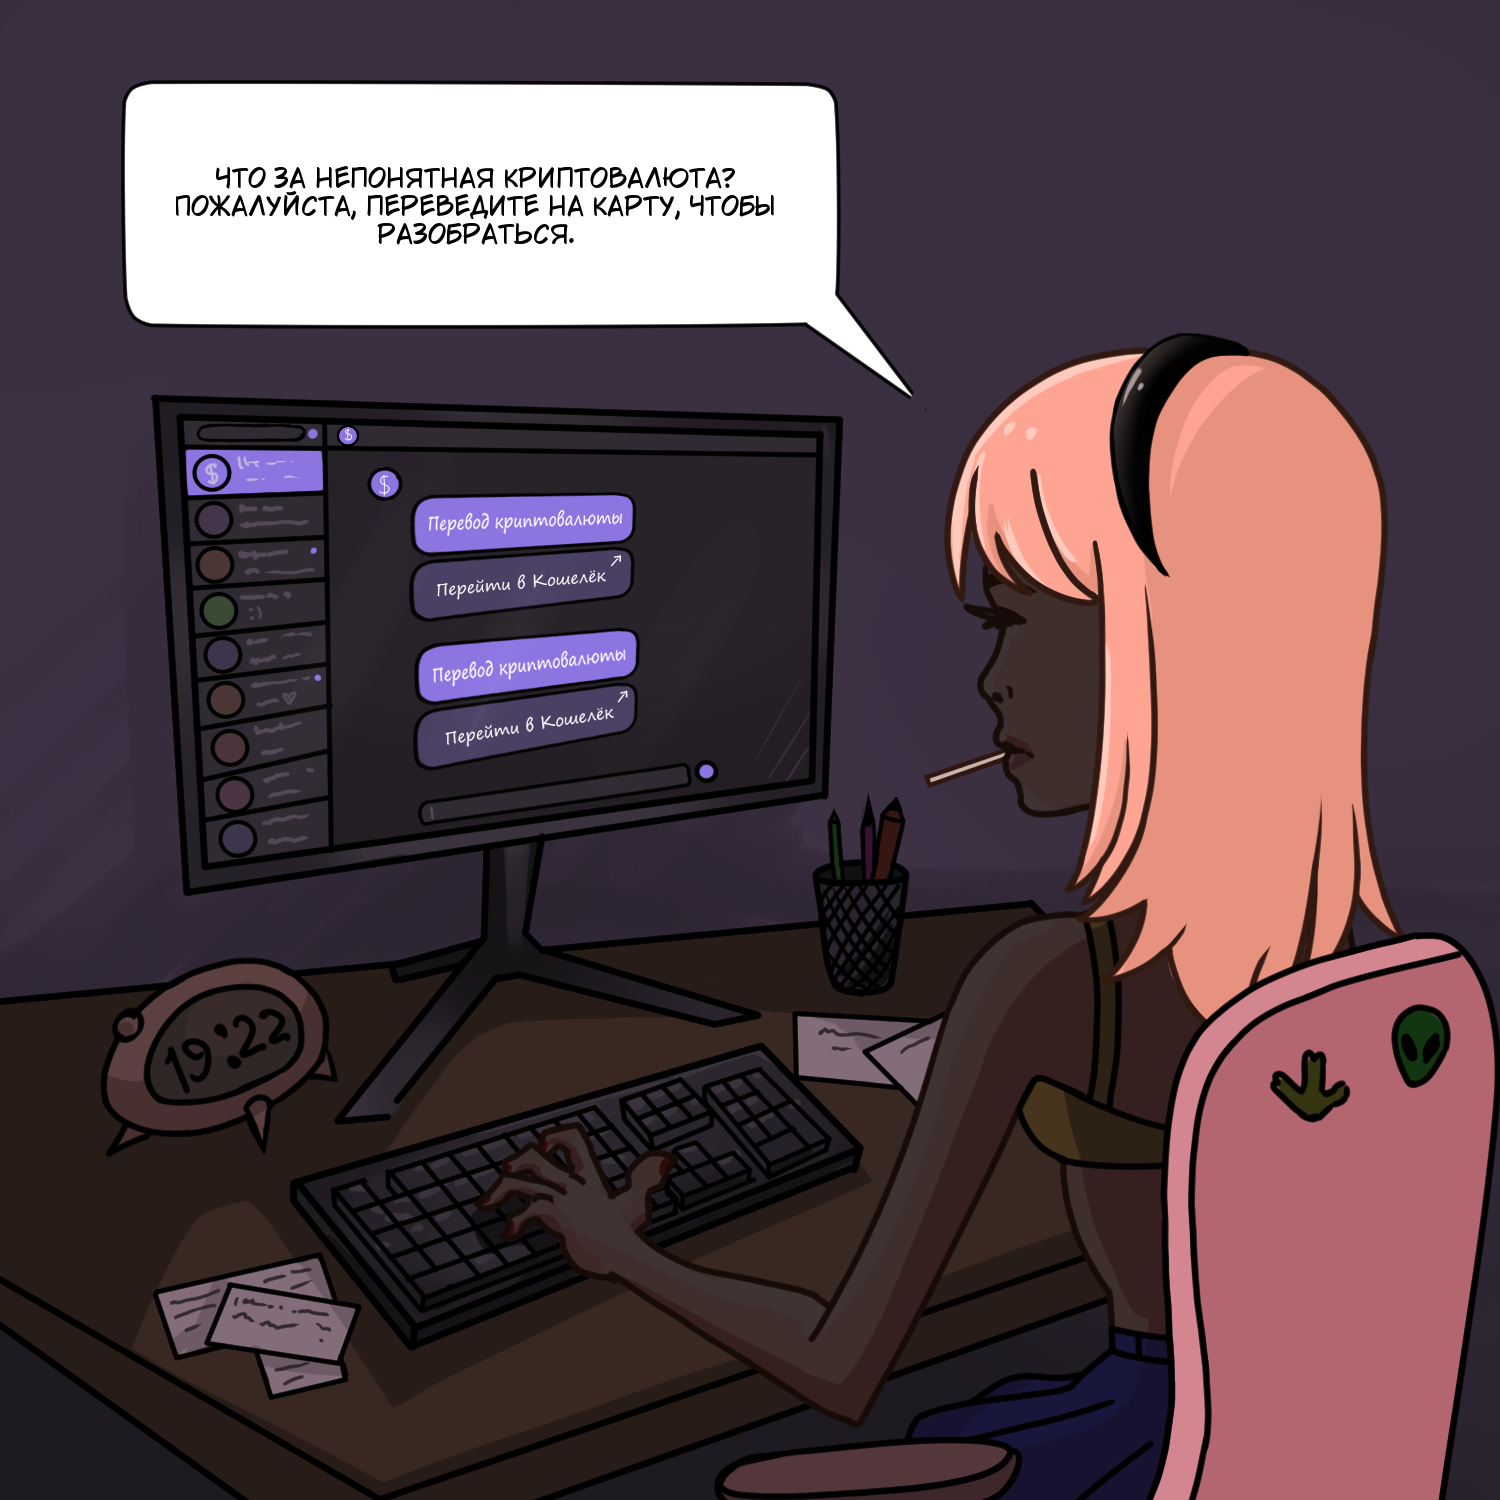 ЧТО ЗА НЕПОНЯТНАЯ КРИПТОВАЛЮТА?
ПОЖАЛУЙСТА, ПЕРЕВЕДИТЕ НА КАРТУ, ЧТОБЫ
РАЗОБРАТЬСЯ.
$
$
:)
$
Перевод криптовалюты
Перейти в Кошелёк
Перевод криптовалюты
Перейти в Кошелёк
19:22